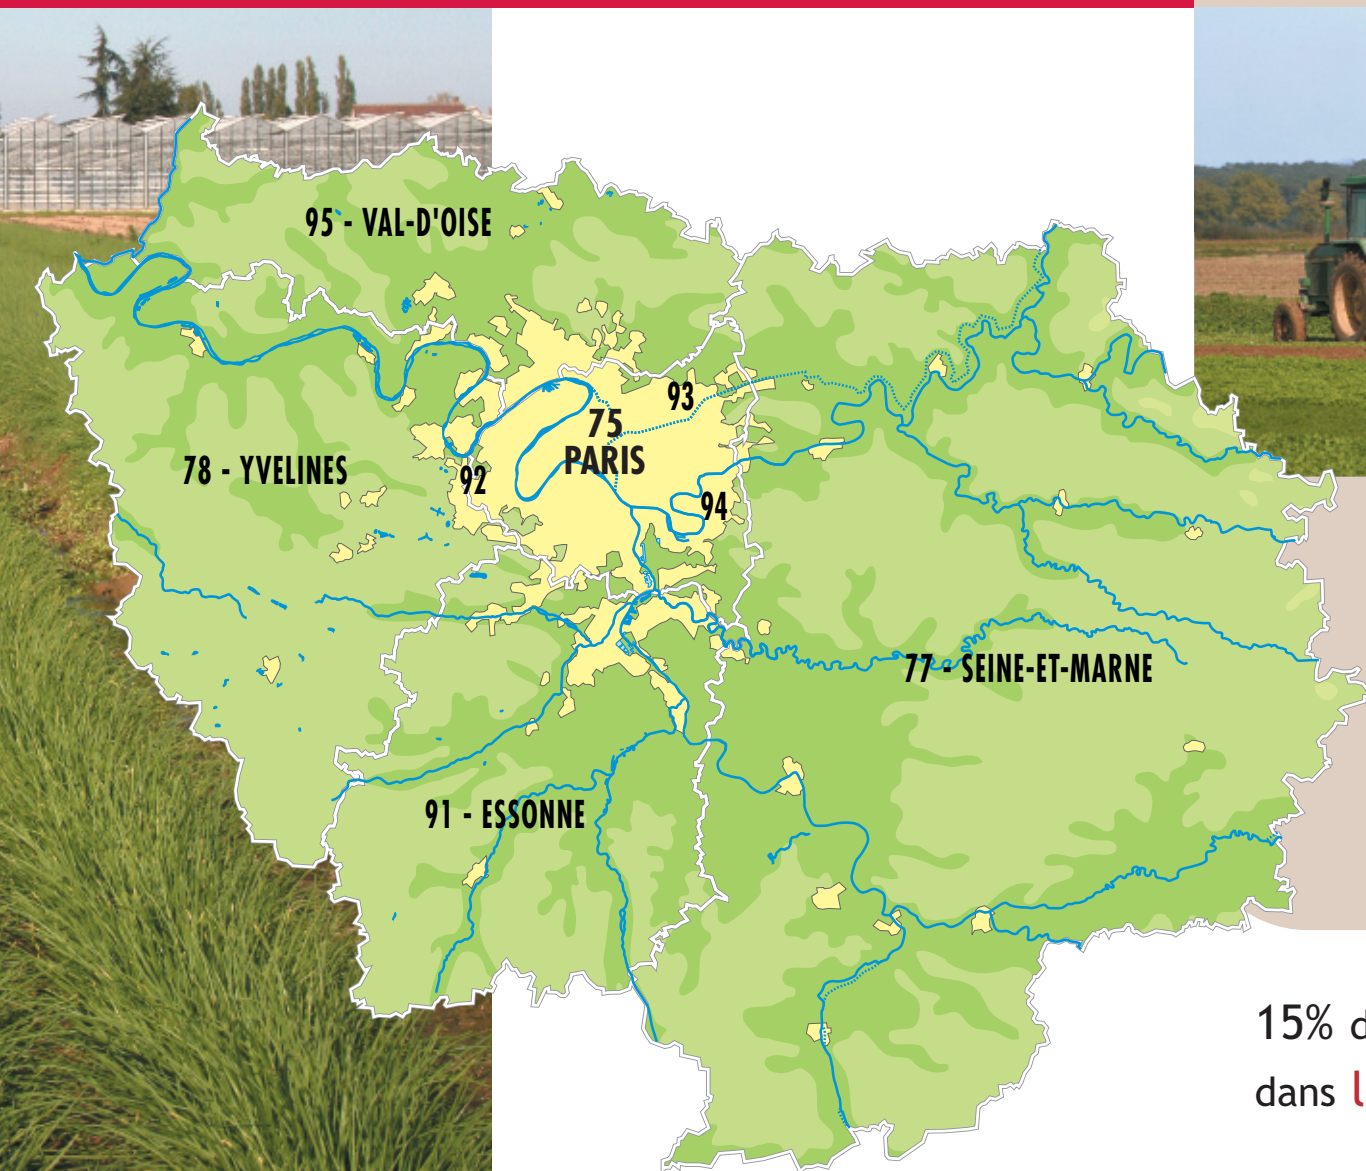 95 - VAL-D'OISE
93
75
PARIS
78 - YVELINES
92
94
77 - SEINE-ET-MARNE
91 - ESSONNE
15% d
dans l